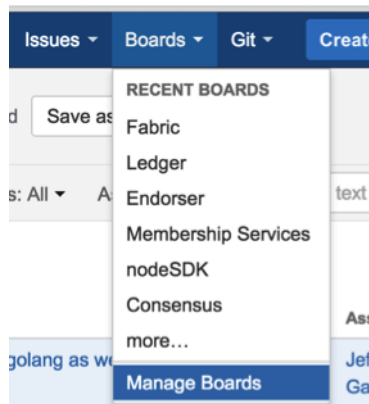 Issues Boards Git Creat
RECENT BOARDS
d Save as Fabric
Ledger
s: All A Endorser text
Membership Services
nodeSDK
Consensus
Ass
more...
golang as we Jef
Manage Boards Ga